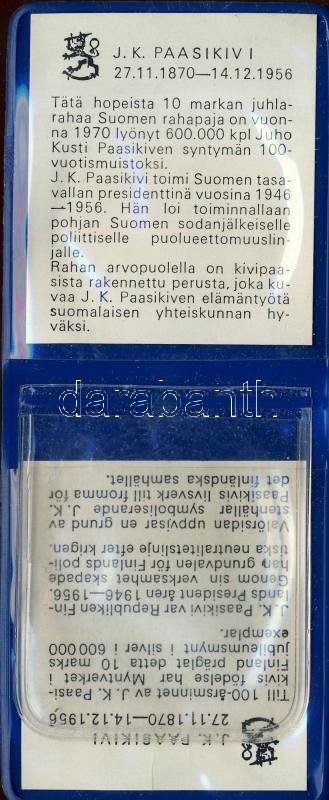 J. K. PAASIKIVI
27.11.1870—14.12.1956
Tätä hopeista 10 markan juhla-
rahaa Suomen rahapaja on vuon-
na 1970 lyönyt 600.000 kpl Juho
Kusti Paasikiven syntymän 100-
vuotismuistoksi.
J. K. Paasikivi toimi Suomen tasa-
vallan presidenttinä vuosina 1946
—1956. Hän loi toiminnallaan
pohjan Suomen sodanjälkeiselle
poliittiselle puolueettomuuslin-
jalle.
Rahan arvopuolella on kivipaa-
sista rakennettu perusta, joka ku-
vaa J. K. Paasikiven elämäntyötä
suomalaisen yhteiskunnan hy-
väksi.
darabanth
J. K. PAASIKIVI
27.11.1870—14.12.1956
Till 100-årsminnet av J. K. Paasi-
kivis födelse har Myntverket i
Finland präglat detta 10 marks
jubileumsmynt i silver i 600 000
exemplar.
J. K. Paasikivi var Republiken Fin-
lands President åren 1946—1956.
Genom sin verksamhet skapade
han grundvalen för Finlands poli-
tiska neutralitetslinje efter krigen.
Valörsidan uppvisar en grund av
stenhällar symboliserande J. K.
Paasikivis livsverk till fromma för
det finländska samhället.